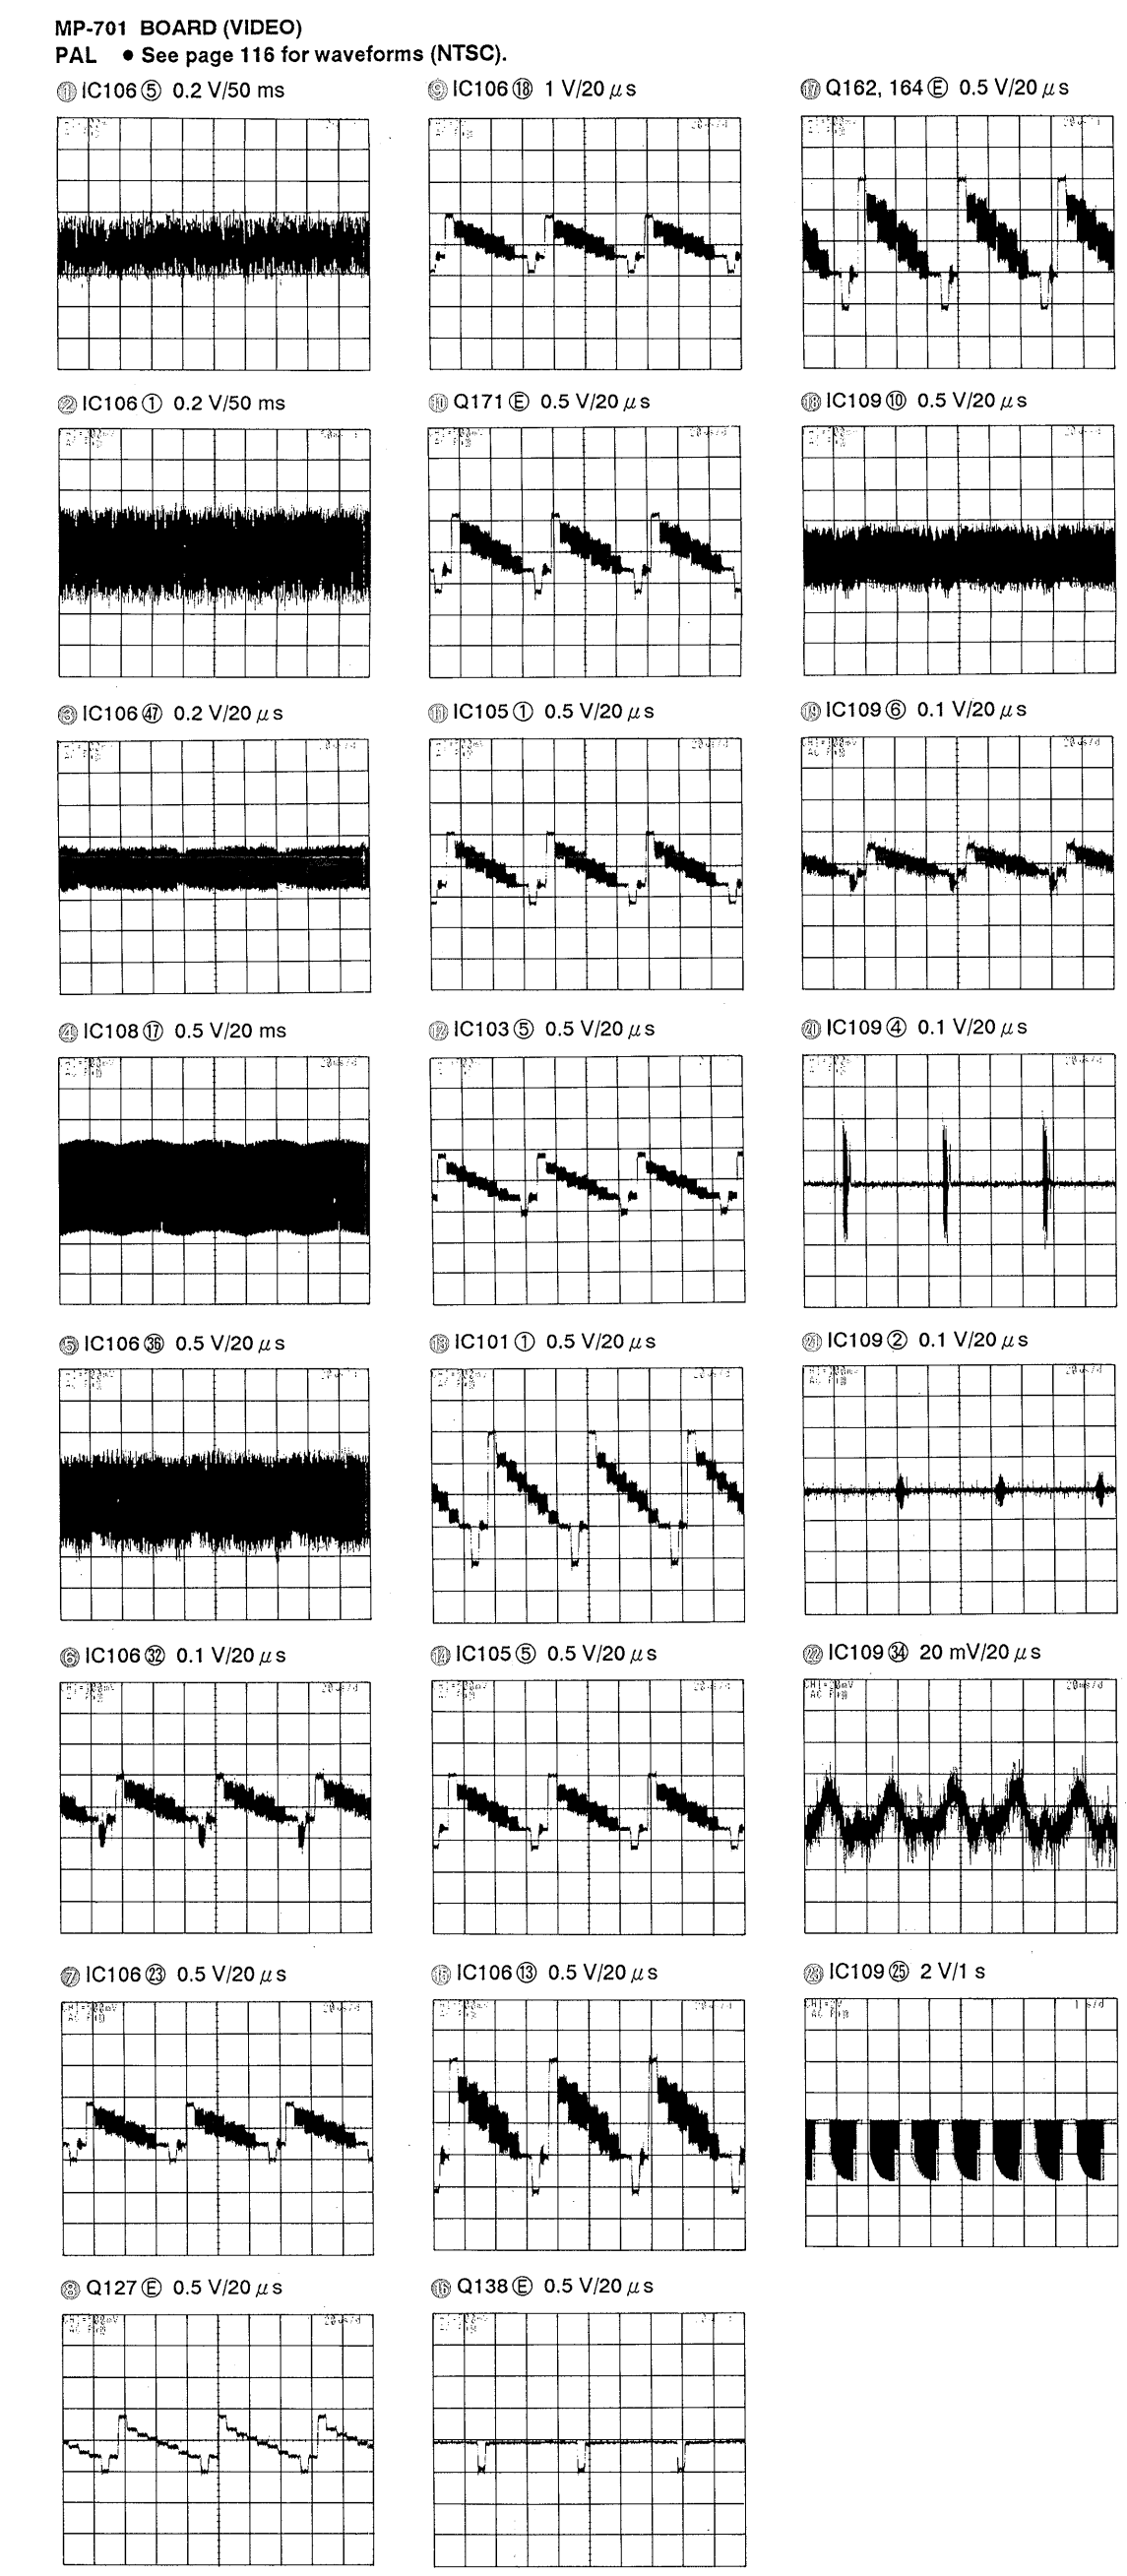 MP-701 BOARD (VIDEO)
PAL ● See page 116 for waveforms (NTSC).
① IC106 ⑤ 0.2 V/50 ms
② IC106 ① 0.2 V/50 ms
③ IC106 ㊼ 0.2 V/20 μs
④ IC108 ⑰ 0.5 V/20 ms
⑤ IC106 ㊱ 0.5 V/20 μs
⑥ IC106 ㉜ 0.1 V/20 μs
⑦ IC106 ㉓ 0.5 V/20 μs
⑧ Q127 Ⓔ 0.5 V/20 μs
⑨ IC106 ⑱ 1 V/20 μs
⑩ Q171 Ⓔ 0.5 V/20 μs
⑪ IC105 ① 0.5 V/20 μs
⑫ IC103 ⑤ 0.5 V/20 μs
⑬ IC101 ① 0.5 V/20 μs
⑭ IC105 ⑤ 0.5 V/20 μs
⑮ IC106 ⑬ 0.5 V/20 μs
⑯ Q138 Ⓔ 0.5 V/20 μs
⑰ Q162, 164 Ⓔ 0.5 V/20 μs
⑱ IC109 ⑩ 0.5 V/20 μs
⑲ IC109 ⑥ 0.1 V/20 μs
⑳ IC109 ④ 0.1 V/20 μs
㉑ IC109 ② 0.1 V/20 μs
㉒ IC109 ㉞ 20 mV/20 μs
㉓ IC109 ㉕ 2 V/1 s